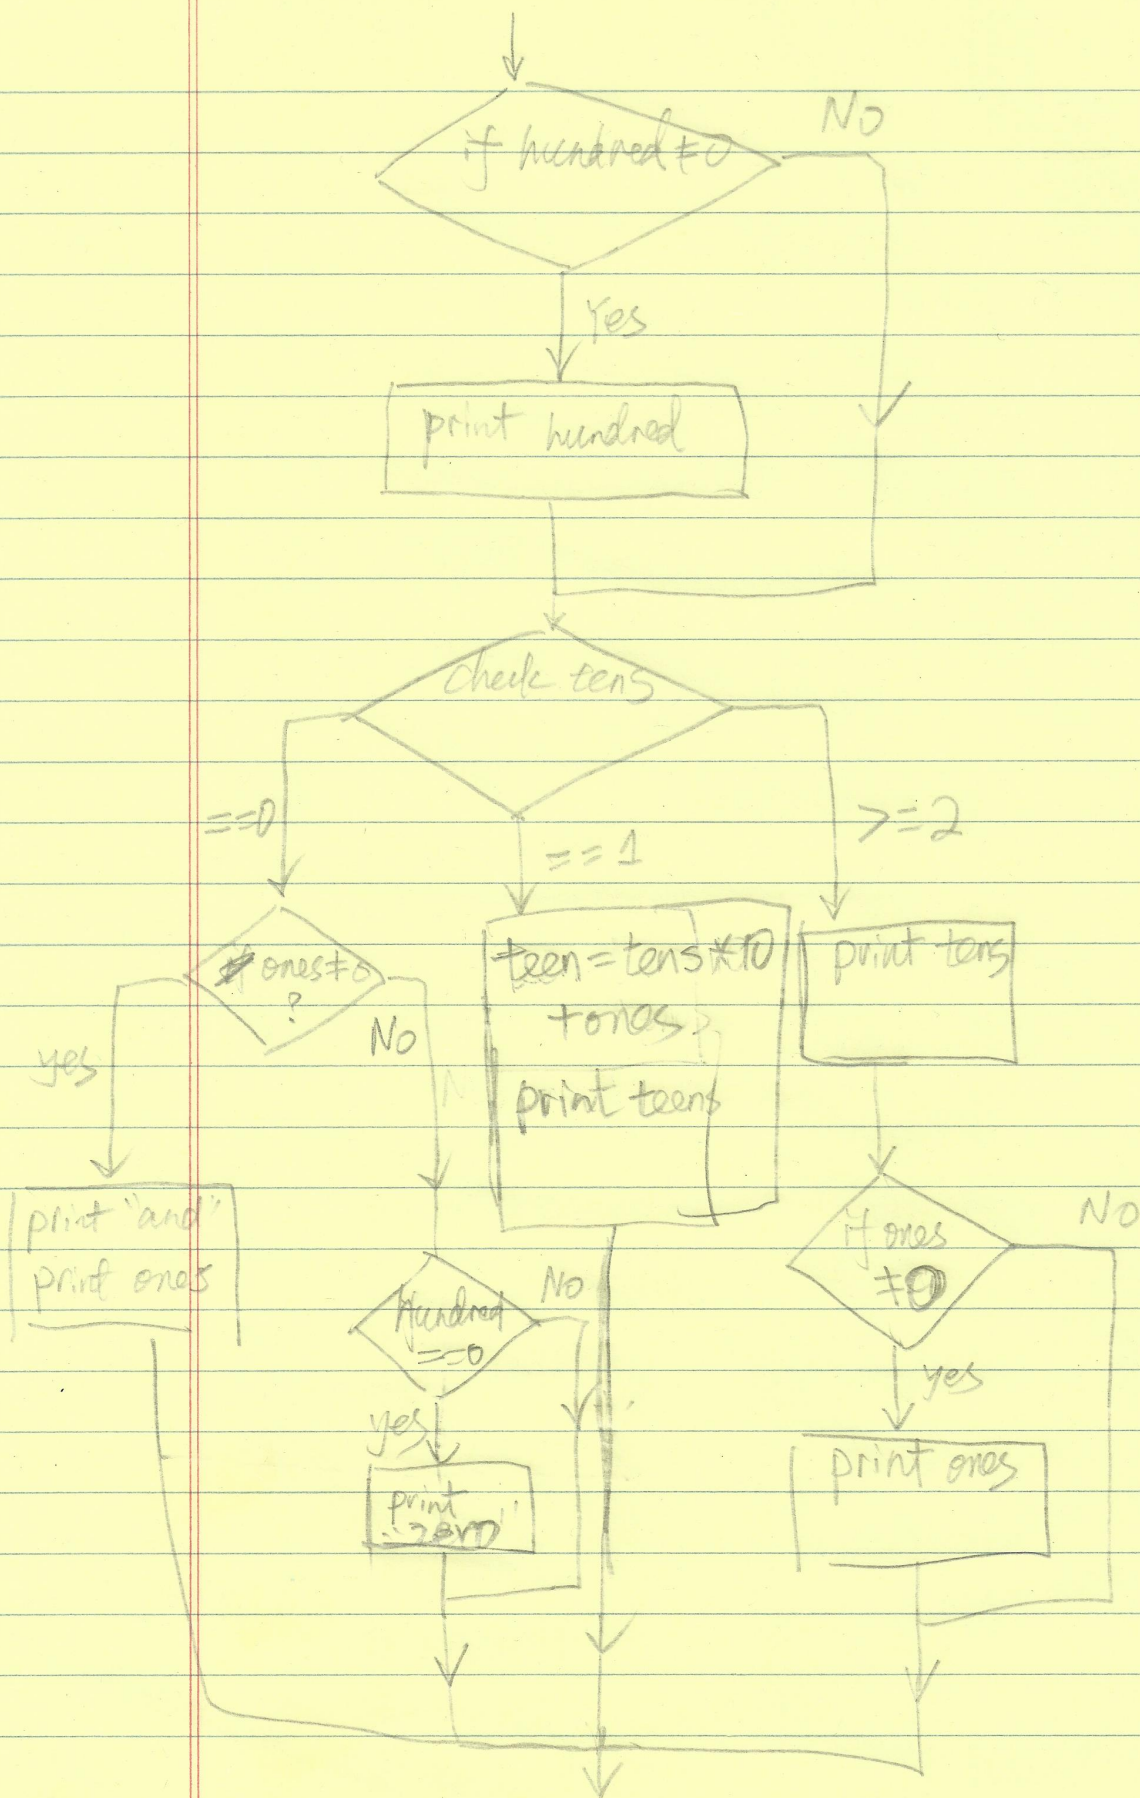 if hundred ≠ 0
No
Yes
print hundred
check tens
==0
==1
>=2
if ones ≠ 0
?
yes
No
teen = tens * 10
+ ones
print teens
print tens
print "and"
print ones
Hundred
==0
No
yes
print
"zero"
if ones
≠ 0
No
yes
print ones